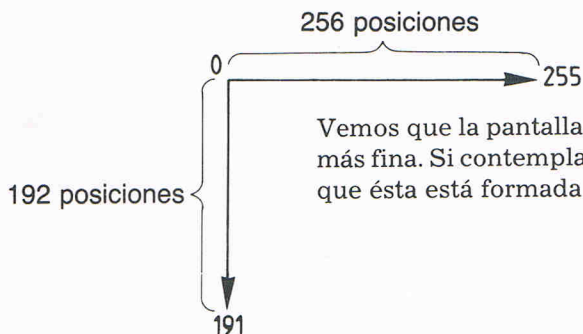 256 posiciones
0
255
Vemos que la pantalla
más fina. Si contempla
que ésta está formada
192 posiciones
191